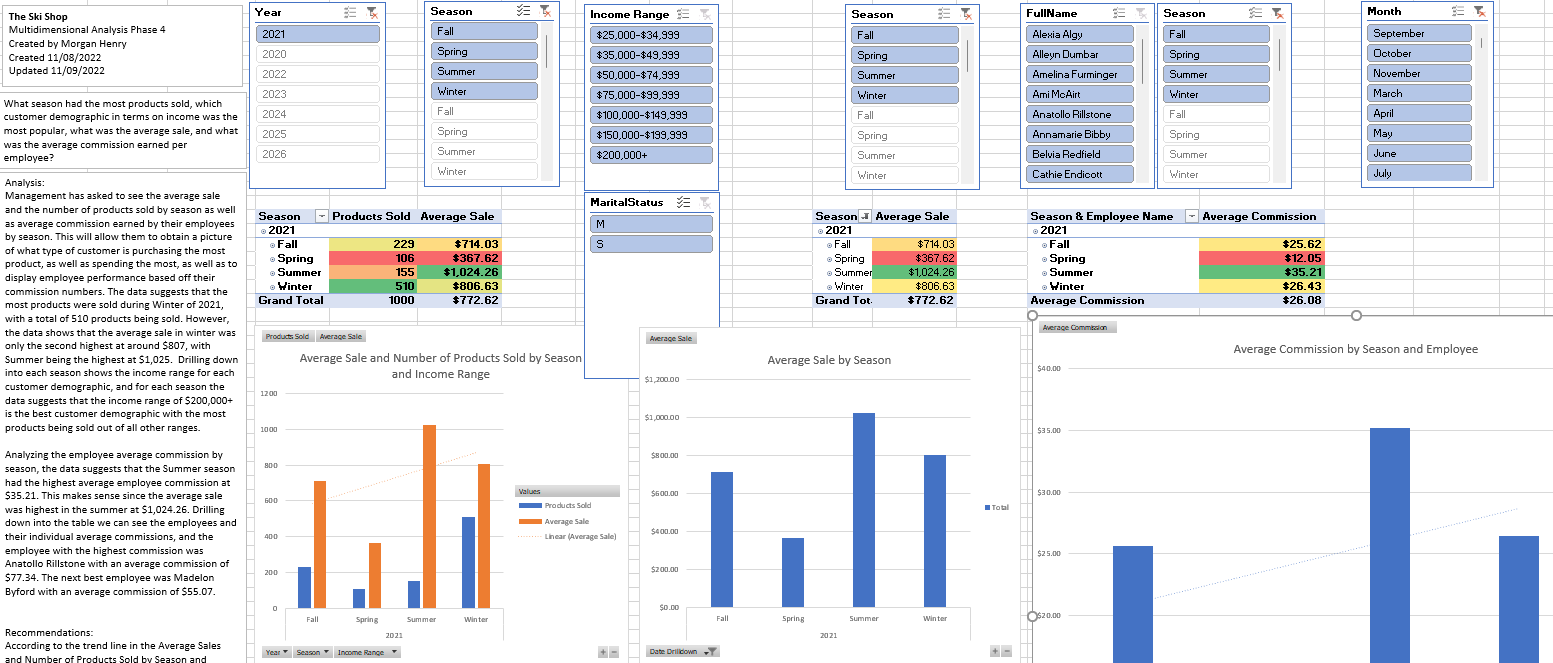 The Ski Shop
Multidimensional Analysis Phase 4
Created by Morgan Henry
Created 11/08/2022
Updated 11/09/2022
What season had the most products sold, which
customer demographic in terms on income was the
most popular, what was the average sale, and what
was the average commission earned per
employee?
Analysis:
Management has asked to see the average sale
and the number of products sold by season as well
as average commission earned by their employees
by season. This will allow them to obtain a picture
of what type of customer is purchasing the most
product, as well as spending the most, as well as to
display employee performance based off their
commission numbers. The data suggests that the
most products were sold during Winter of 2021,
with a total of 510 products being sold. However,
the data shows that the average sale in winter was
only the second highest at around $807, with
Summer being the highest at $1,025. Drilling down
into each season shows the income range for each
customer demographic, and for each season the
data suggests that the income range of $200,000+
is the best customer demographic with the most
products being sold out of all other ranges.
Analyzing the employee average commission by
season, the data suggests that the Summer season
had the highest average employee commission at
$35.21. This makes sense since the average sale
was highest in the summer at $1,024.26. Drilling
down into the table we can see the employees and
their individual average commissions, and the
employee with the highest commission was
Anatollo Rillstone with an average commission of
$77.34. The next best employee was Madelon
Byford with an average commission of $55.07.
Recommendations:
According to the trend line in the Average Sales
and Number of Products Sold by Season and
Year
2021
2020
2022
2023
2024
2025
2026
Season
Fall
Spring
Summer
Winter
Fall
Spring
Summer
Winter
Income Range
$25,000-$34,999
$35,000-$49,999
$50,000-$74,999
$75,000-$99,999
$100,000-$149,999
$150,000-$199,999
$200,000+
MaritalStatus
M
S
Season
Fall
Spring
Summer
Winter
Fall
Spring
Summer
Winter
FullName
Alexia Algy
Alleyn Dumbar
Amelina Furminger
Ami McAirt
Anatollo Rillstone
Annamarie Bibby
Belvia Redfield
Cathie Endicott
Season
Fall
Spring
Summer
Winter
Fall
Spring
Summer
Winter
Month
September
October
November
March
April
May
June
July
Season Products Sold Average Sale
2021
Fall 229 $714.03
Spring 106 $367.62
Summer 155 $1,024.26
Winter 510 $806.63
Grand Total 1000 $772.62
Season Average Sale
2021
Fall $714.03
Spring $367.62
Summer $1,024.26
Winter $806.63
Grand Tot $772.62
Season & Employee Name Average Commission
2021
Fall $25.62
Spring $12.05
Summer $35.21
Winter $26.43
Average Commission $26.08
Products Sold Average Sale
Average Sale and Number of Products Sold by Season
and Income Range
1200
1000
800
600
400
200
0
Fall Spring Summer Winter
2021
Values
Products Sold
Average Sale
Linear (Average Sale)
Year Season Income Range
Average Sale
Average Sale by Season
$1,200.00
$1,000.00
$800.00
$600.00
$400.00
$200.00
$0.00
Fall Spring Summer Winter
2021
Total
Date Drilldown
Average Commission
Average Commission by Season and Employee
$40.00
$35.00
$30.00
$25.00
$20.00